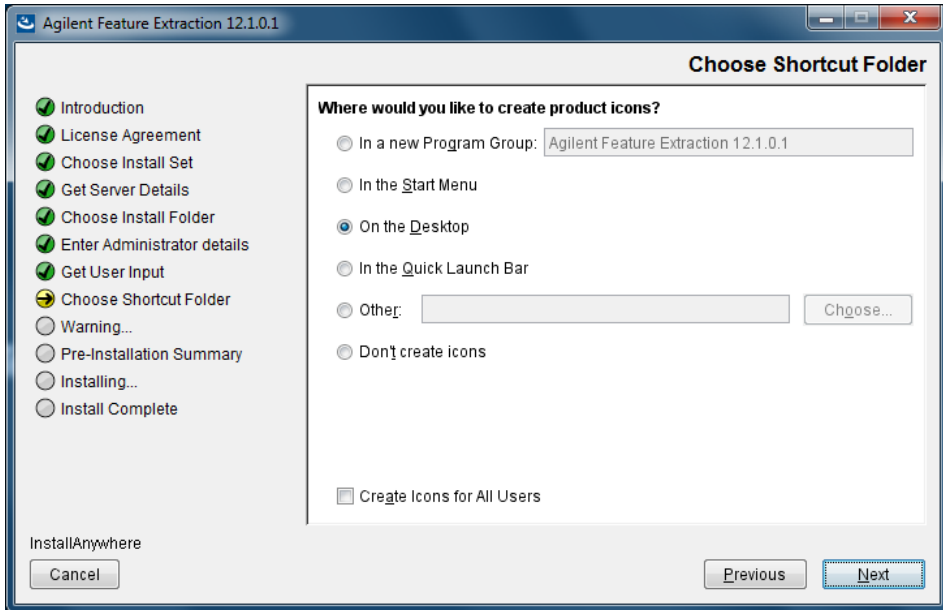 Agilent Feature Extraction 12.1.0.1
Choose Shortcut Folder
Introduction
License Agreement
Choose Install Set
Get Server Details
Choose Install Folder
Enter Administrator details
Get User Input
Choose Shortcut Folder
Warning...
Pre-Installation Summary
Installing...
Install Complete
Where would you like to create product icons?
In a new Program Group: Agilent Feature Extraction 12.1.0.1
In the Start Menu
On the Desktop
In the Quick Launch Bar
Other: Choose...
Don't create icons
Create Icons for All Users
InstallAnywhere
Cancel Previous Next